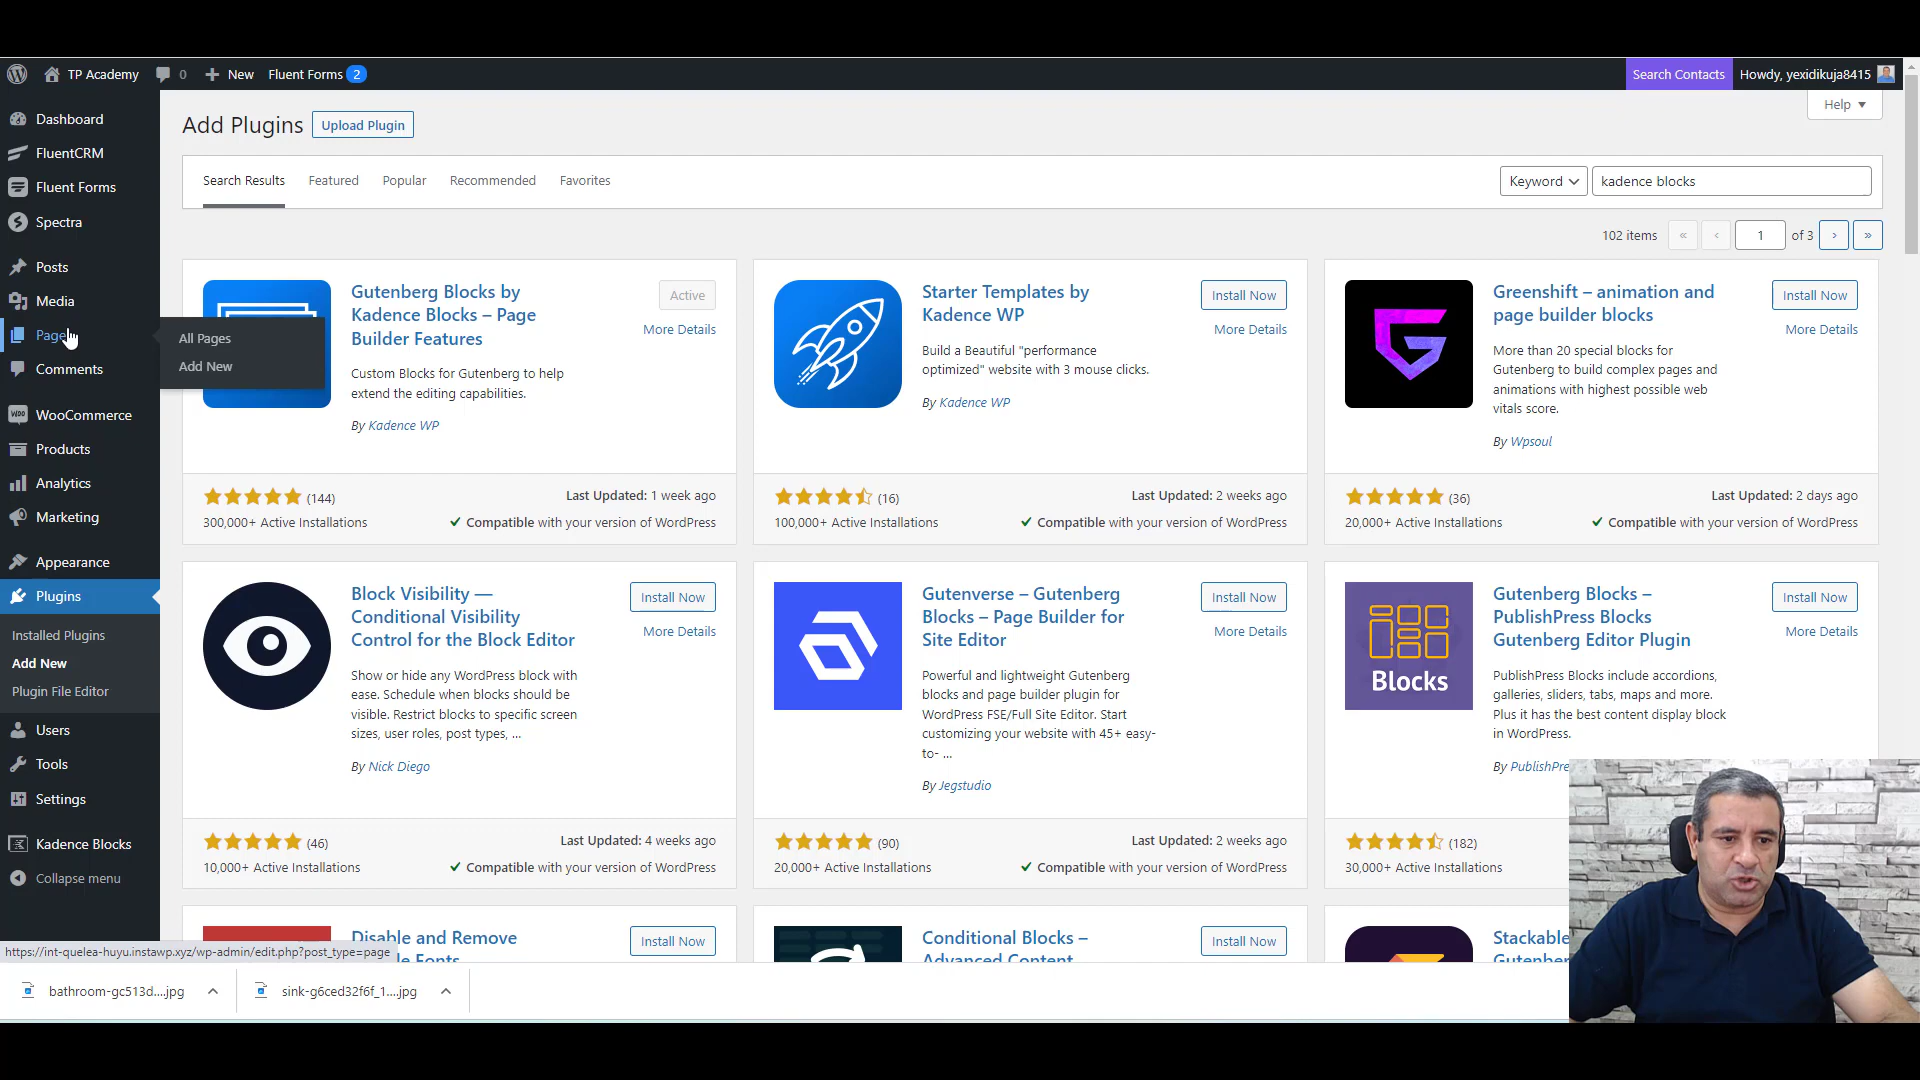 TP Academy
0
New
Fluent Forms 2
Search Contacts
Howdy, yexidikuja8415
Help
Dashboard
FluentCRM
Fluent Forms
Spectra
Posts
Media
Page
Comments
WooCommerce
Products
Analytics
Marketing
Appearance
Plugins
Installed Plugins
Add New
Plugin File Editor
Users
Tools
Settings
Kadence Blocks
Collapse menu
All Pages
Add New
Add Plugins
Upload Plugin
Search Results
Featured
Popular
Recommended
Favorites
Keyword
kadence blocks
102 items « ‹ 1 of 3 › »
Gutenberg Blocks by
Kadence Blocks – Page
Builder Features
Active
More Details
Custom Blocks for Gutenberg to help
extend the editing capabilities.
By Kadence WP
(144)
300,000+ Active Installations
Last Updated: 1 week ago
Compatible with your version of WordPress
Starter Templates by
Kadence WP
Install Now
More Details
Build a Beautiful "performance
optimized" website with 3 mouse clicks.
By Kadence WP
(16)
100,000+ Active Installations
Last Updated: 2 weeks ago
Compatible with your version of WordPress
Greenshift – animation and
page builder blocks
Install Now
More Details
More than 20 special blocks for
Gutenberg to build complex pages and
animations with highest possible web
vitals score.
By Wpsoul
(36)
20,000+ Active Installations
Last Updated: 2 days ago
Compatible with your version of WordPress
Block Visibility —
Conditional Visibility
Control for the Block Editor
Install Now
More Details
Show or hide any WordPress block with
ease. Schedule when blocks should be
visible. Restrict blocks to specific screen
sizes, user roles, post types, ...
By Nick Diego
(46)
10,000+ Active Installations
Last Updated: 4 weeks ago
Compatible with your version of WordPress
Gutenverse – Gutenberg
Blocks – Page Builder for
Site Editor
Install Now
More Details
Powerful and lightweight Gutenberg
blocks and page builder plugin for
WordPress FSE/Full Site Editor. Start
customizing your website with 45+ easy-
to- ...
By Jegstudio
(90)
20,000+ Active Installations
Last Updated: 2 weeks ago
Compatible with your version of WordPress
Blocks
Gutenberg Blocks –
PublishPress Blocks
Gutenberg Editor Plugin
Install Now
More Details
PublishPress Blocks include accordions,
galleries, sliders, tabs, maps and more.
Plus it has the best content display block
in WordPress.
By PublishPre
(182)
30,000+ Active Installations
Disable and Remove
Install Now
Conditional Blocks –
Advanced Content
Install Now
Stackable
Gutenberg
https://int-quelea-huyu.instawp.xyz/wp-admin/edit.php?post_type=page
bathroom-gc513d....jpg
sink-g6ced32f6f_1....jpg